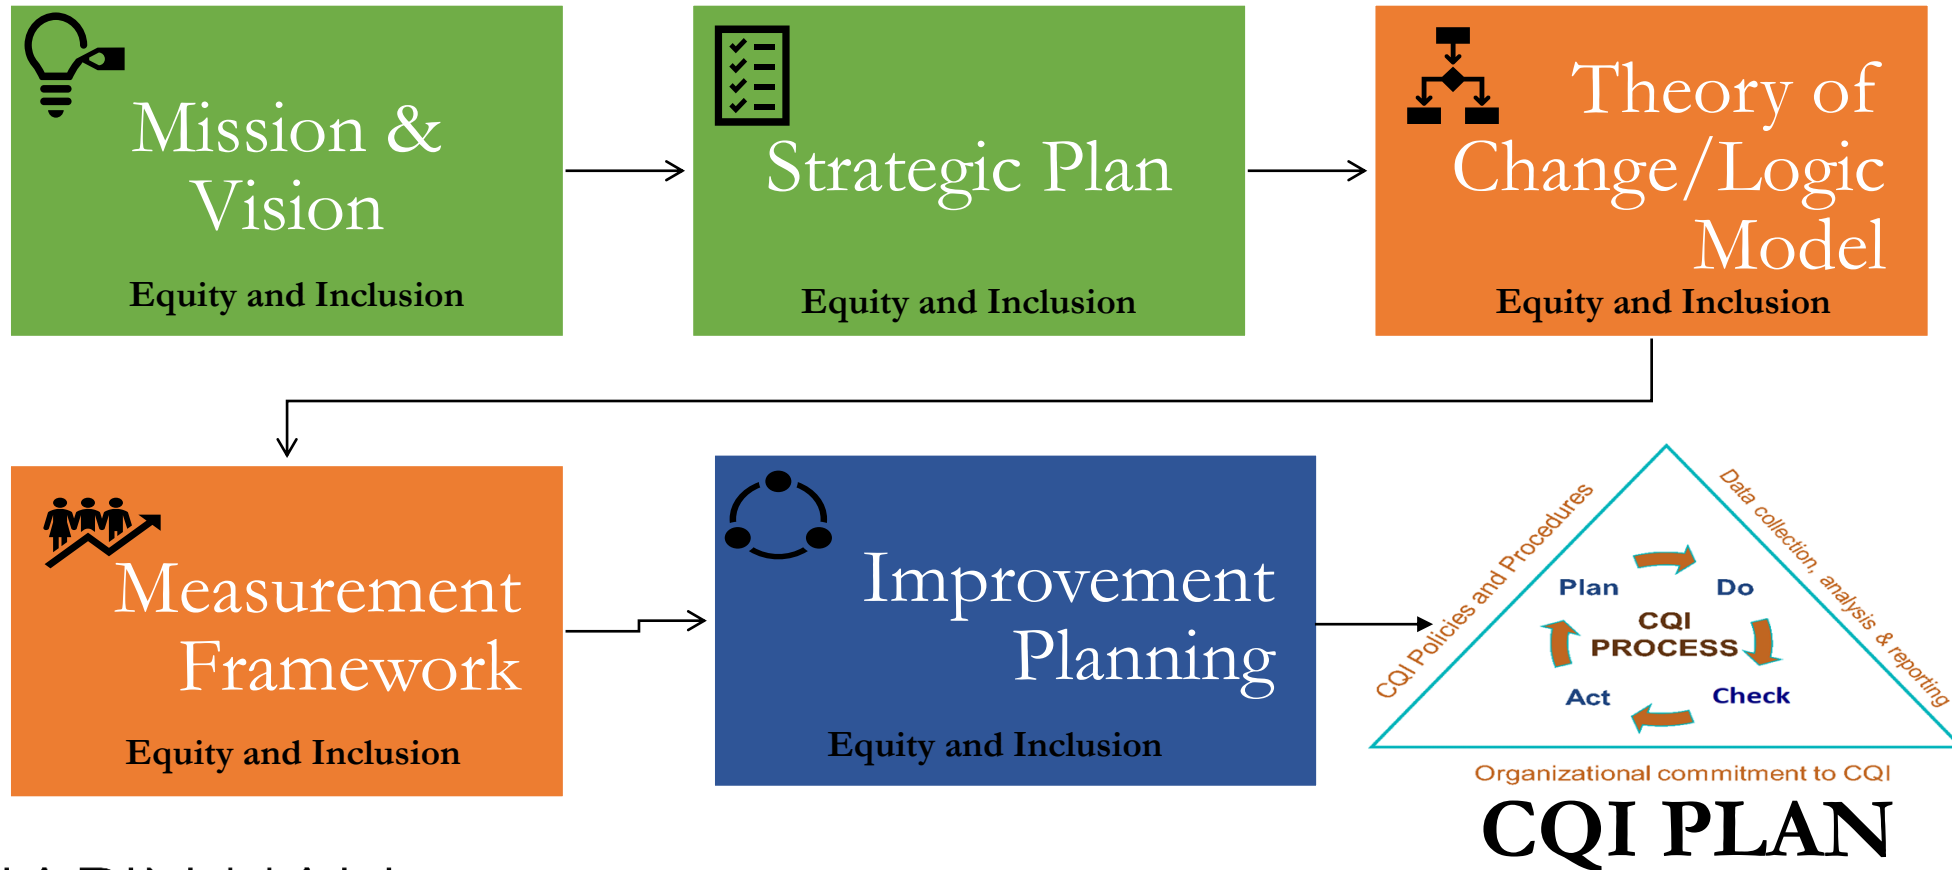 Mission &
Vision
Equity and Inclusion
Strategic Plan
Equity and Inclusion
Theory of
Change/Logic
Model
Equity and Inclusion
Measurement
Framework
Equity and Inclusion
Improvement
Planning
Equity and Inclusion
CQI Policies and Procedures
Data collection, analysis & reporting
Plan
Do
CQI
PROCESS
Act
Check
Organizational commitment to CQI
CQI PLAN